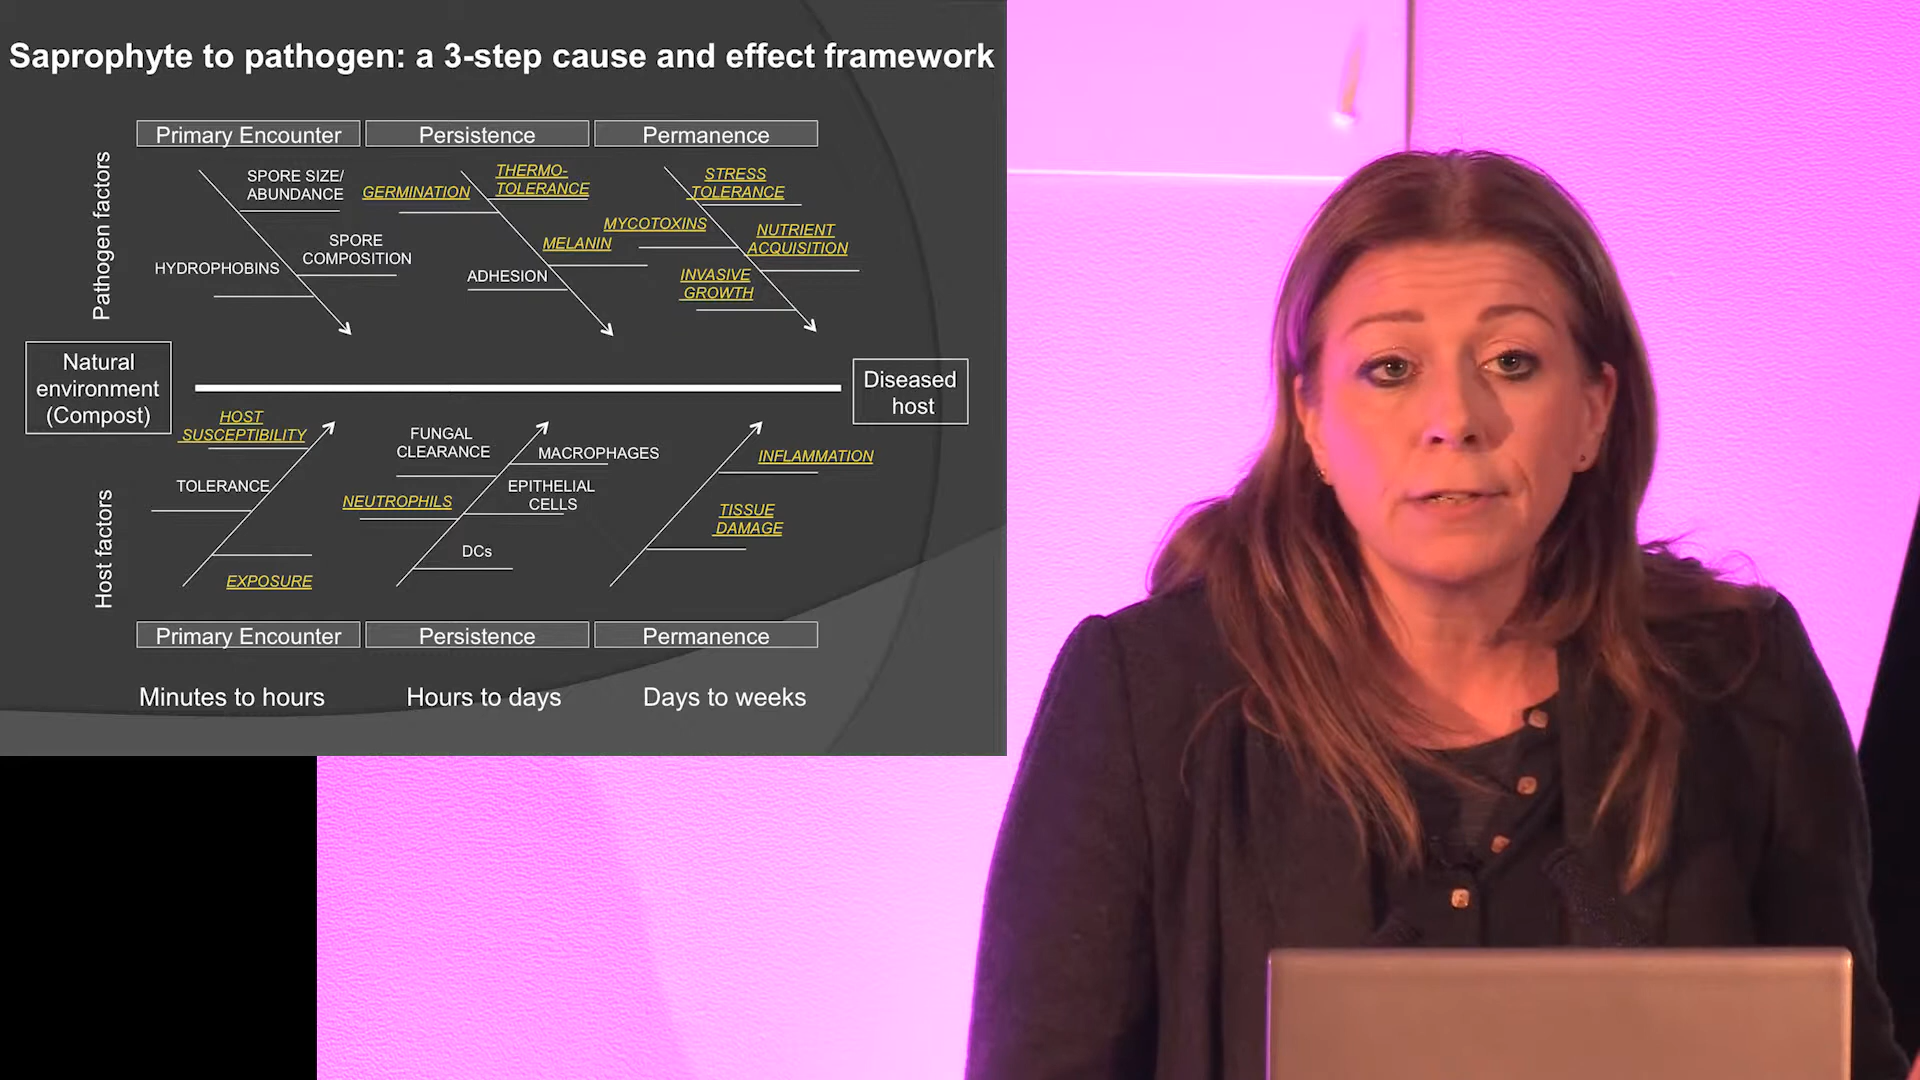 Saprophyte to pathogen: a 3-step cause and effect framework
Primary Encounter
Persistence
Permanence
Pathogen factors
SPORE SIZE/
ABUNDANCE
SPORE
COMPOSITION
HYDROPHOBINS
GERMINATION
THERMO-
TOLERANCE
MELANIN
ADHESION
STRESS
TOLERANCE
MYCOTOXINS
NUTRIENT
ACQUISITION
INVASIVE
GROWTH
Natural
environment
(Compost)
Diseased
host
Host factors
HOST
SUSCEPTIBILITY
TOLERANCE
EXPOSURE
FUNGAL
CLEARANCE
MACROPHAGES
NEUTROPHILS
EPITHELIAL
CELLS
DCs
INFLAMMATION
TISSUE
DAMAGE
Primary Encounter
Persistence
Permanence
Minutes to hours
Hours to days
Days to weeks